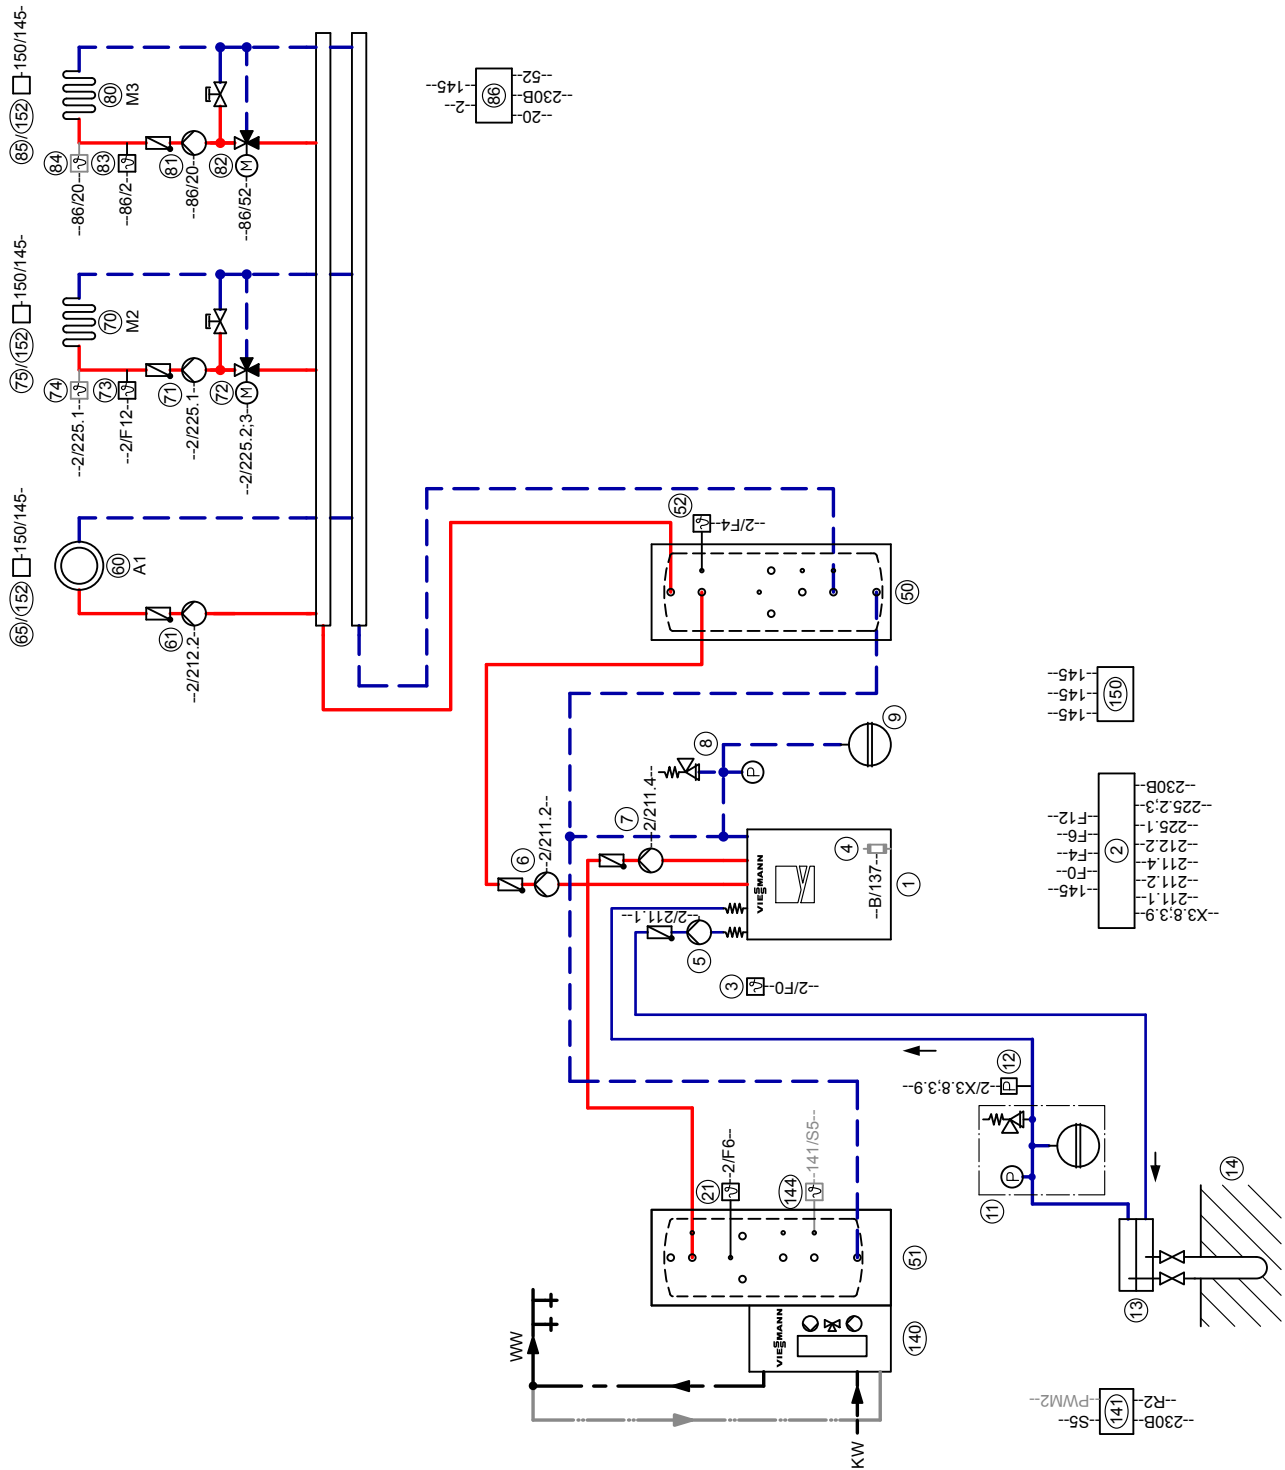 85/152 -150/145-
84
--86/20--
83
--86/2--
80
M3
81
--86/20--
82
M
--86/52--
86
--145--
--2--
--52--
--230B--
--20--
75/152 -150/145-
74
--2/225.1--
73
--2/F12--
70
M2
71
--2/225.1--
72
M
--2/225.2;3--
65/152 -150/145-
60
A1
61
--2/212.2--
52
--2/F4--
50
9
8
P
7
--2/211.4--
6
--2/211.2--
VIESMANN
4
--B/137--
1
--2/211.1--
5
3
--2/F0--
150
--145--
--145--
--145--
2
--F12--
--F6--
--F4--
--F0--
--145--
--230B--
--225.2;3--
--225.1--
--212.2--
--211.4--
--211.2--
--211.1--
--X3.8;3.9--
12
P
--2/X3.8;3.9--
11
P
14
13
21
--2/F6--
144
--141/S5--
51
140
VIESMANN
WW
KW
141
--PWM2--
--S5--
--R2--
--230B--